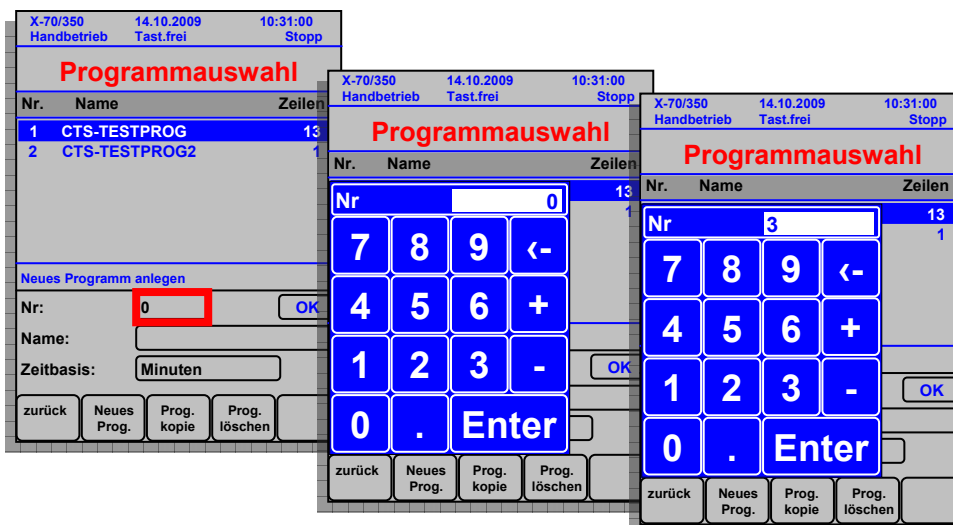 X-70/350 14.10.2009 10:31:00
Handbetrieb Tast.frei Stopp
Programmauswahl
Nr. Name Zeilen
1 CTS-TESTPROG 13
2 CTS-TESTPROG2 1
Neues Programm anlegen
Nr: 0 OK
Name:
Zeitbasis: Minuten
zurück Neues Prog. Prog.
Prog. kopie löschen
X-70/350 14.10.2009 10:31:00
Handbetrieb Tast.frei Stopp
Programmauswahl
Nr. Name Zeilen
13
1
Nr 0
7 8 9 ‹-
4 5 6 +
1 2 3 -
OK
0 . Enter
zurück Neues Prog. Prog.
Prog. kopie löschen
X-70/350 14.10.2009 10:31:00
Handbetrieb Tast.frei Stopp
Programmauswahl
Nr. Name Zeilen
13
1
Nr 3
7 8 9 ‹-
4 5 6 +
1 2 3 -
OK
0 . Enter
zurück Neues Prog. Prog.
Prog. kopie löschen